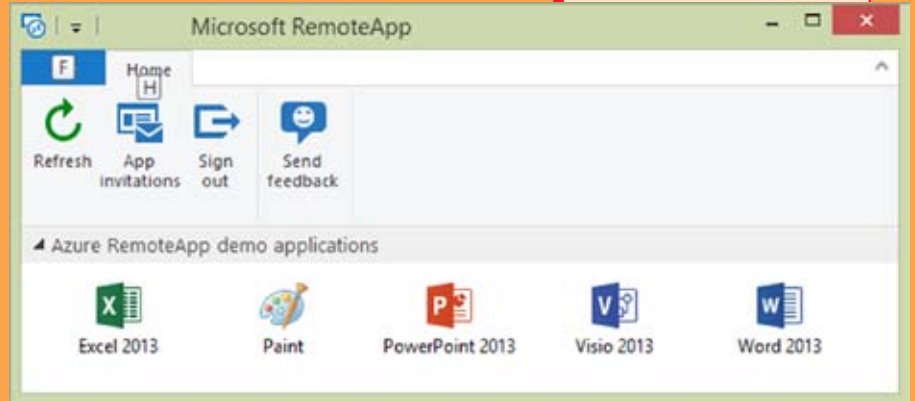 Microsoft RemoteApp
F Home
H
Refresh App invitations Sign out Send feedback
Azure RemoteApp demo applications
Excel 2013 Paint PowerPoint 2013 Visio 2013 Word 2013